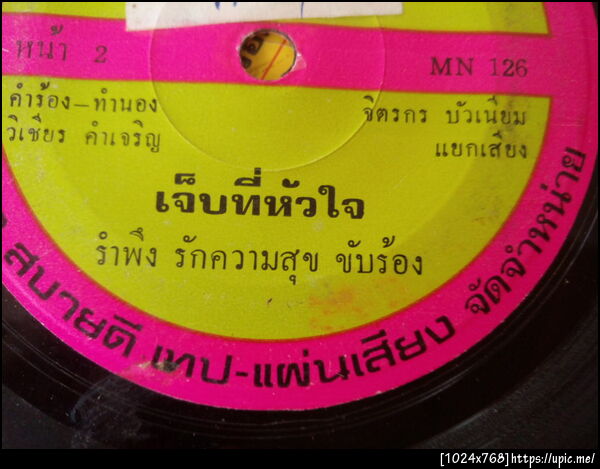 หน้า 2
MN 126
คำร้อง-ทำนอง
วิเชียร คำเจริญ
จิตรกร บัวเนียม
แยกเสียง
เจ็บที่หัวใจ
รำพึง รักความสุข ขับร้อง
สบายดี เทป-แผ่นเสียง จัดจำหน่าย
[1024x768]https://upic.me/